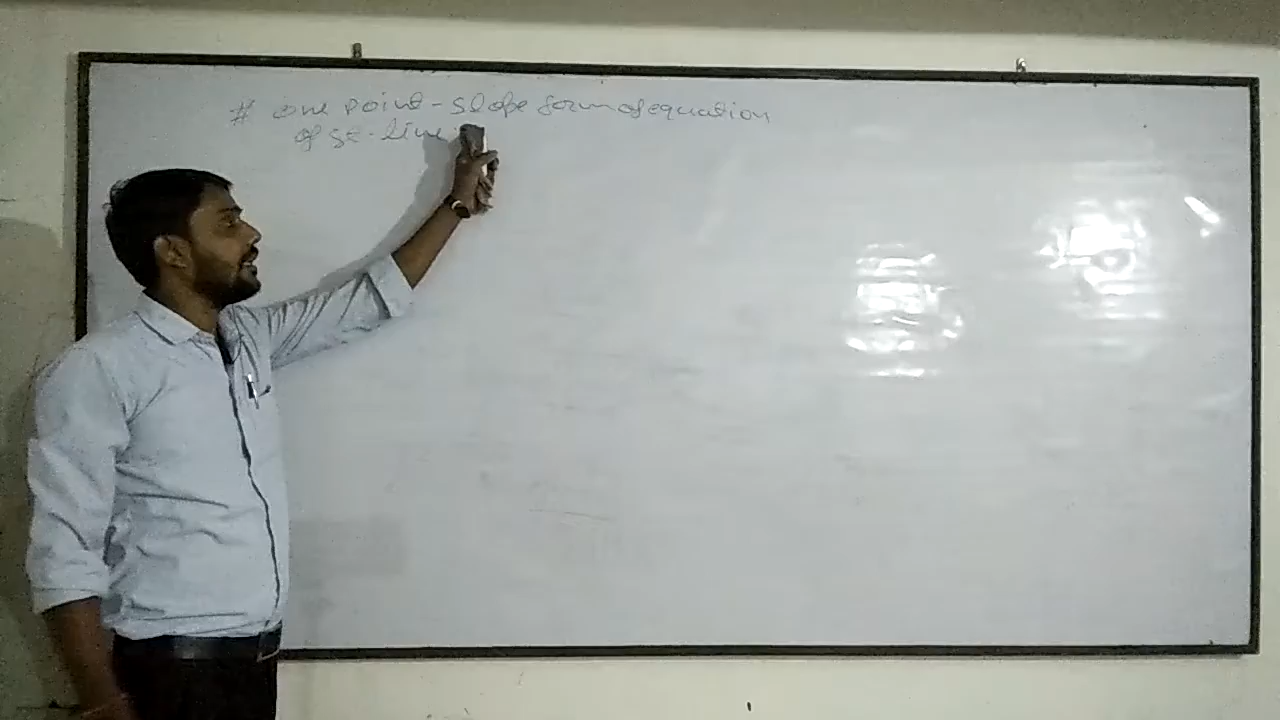 # one point - slope form of equation
of st. line